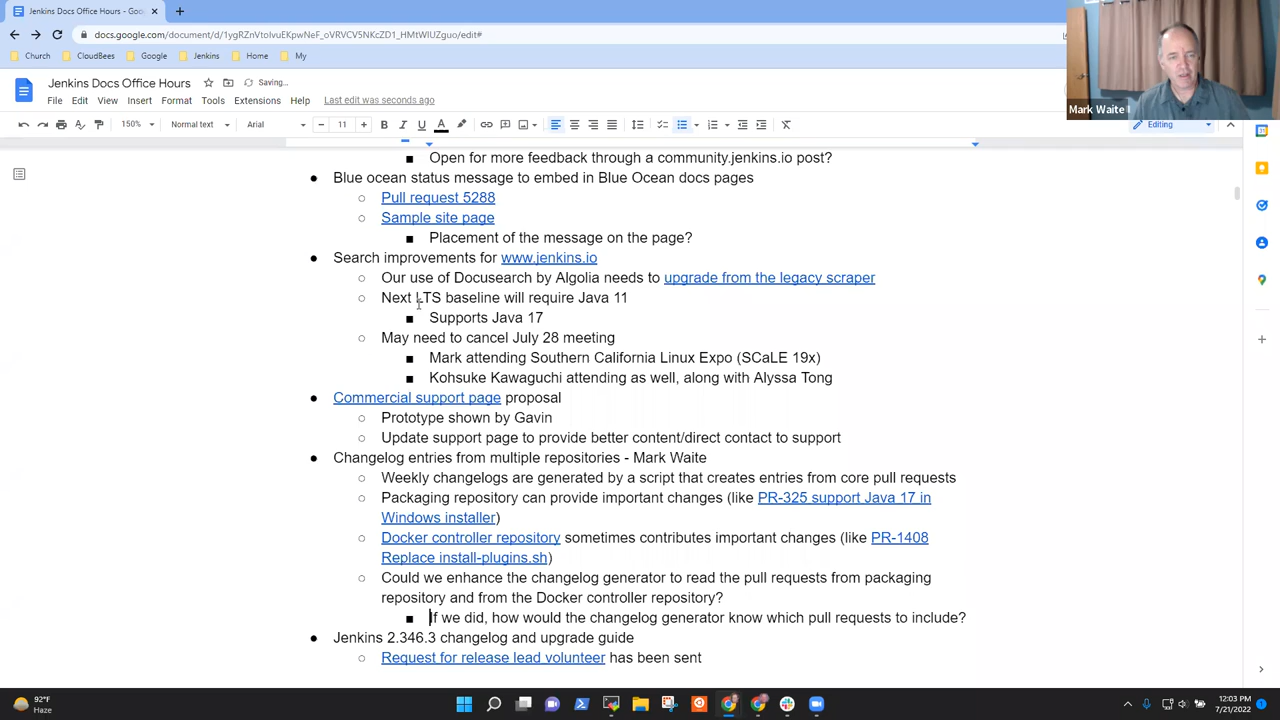 Jenkins Docs Office Hours - Goo
docs.google.com/document/d/1ygRZnVtoIvuEKpwNeF_oVRVCV5NKcZD1_HMtWIUZguo/edit#
Church CloudBees Google Jenkins Home My
Mark Waite
Jenkins Docs Office Hours Saving...
File Edit View Insert Format Tools Extensions Help Last edit was seconds ago
150% Normal text Arial 11 Editing
Open for more feedback through a community.jenkins.io post?
Blue ocean status message to embed in Blue Ocean docs pages
Pull request 5288
Sample site page
Placement of the message on the page?
Search improvements for www.jenkins.io
Our use of Docusearch by Algolia needs to upgrade from the legacy scraper
Next LTS baseline will require Java 11
Supports Java 17
May need to cancel July 28 meeting
Mark attending Southern California Linux Expo (SCaLE 19x)
Kohsuke Kawaguchi attending as well, along with Alyssa Tong
Commercial support page proposal
Prototype shown by Gavin
Update support page to provide better content/direct contact to support
Changelog entries from multiple repositories - Mark Waite
Weekly changelogs are generated by a script that creates entries from core pull requests
Packaging repository can provide important changes (like PR-325 support Java 17 in
Windows installer)
Docker controller repository sometimes contributes important changes (like PR-1408
Replace install-plugins.sh)
Could we enhance the changelog generator to read the pull requests from packaging
repository and from the Docker controller repository?
If we did, how would the changelog generator know which pull requests to include?
Jenkins 2.346.3 changelog and upgrade guide
Request for release lead volunteer has been sent
92°F
Haze
12:03 PM
7/21/2022